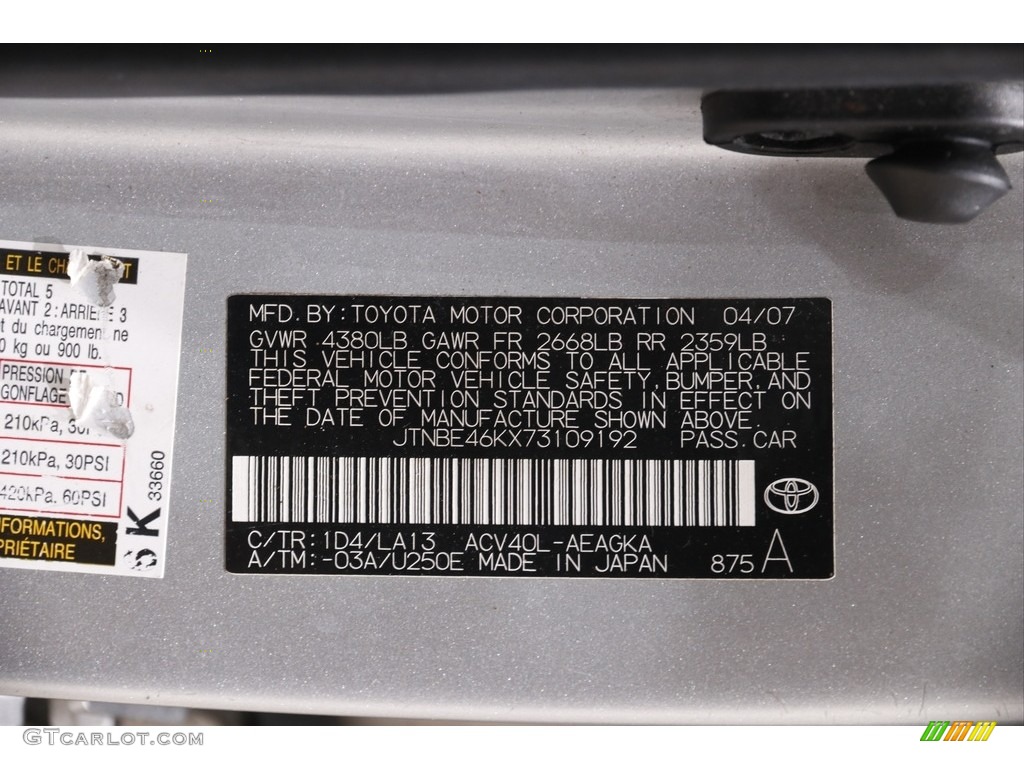 ET LE
TOTAL 5
AVANT 2: ARRIÈRE 3
du chargement ne
kg ou 900 lb.
PRESSION
GONFLAGE
210kPa,
210kPa, 30PSI
420kPa, 60PSI
33660
K
PRIÉTAIRE
MFD. BY: TOYOTA MOTOR CORPORATION 04/07
GVWR 4380LB GAWR FR 2668LB RR 2359LB
THIS VEHICLE CONFORMS TO ALL APPLICABLE
FEDERAL MOTOR VEHICLE SAFETY, BUMPER, AND
THEFT PREVENTION STANDARDS IN EFFECT ON
THE DATE OF MANUFACTURE SHOWN ABOVE.
JTNBE46KX73109192 PASS. CAR
C/TR: 1D4/LA13 ACV40L-AEAGKA
A/TM: -03A/U250E MADE IN JAPAN 875 A
GTCARLOT.COM